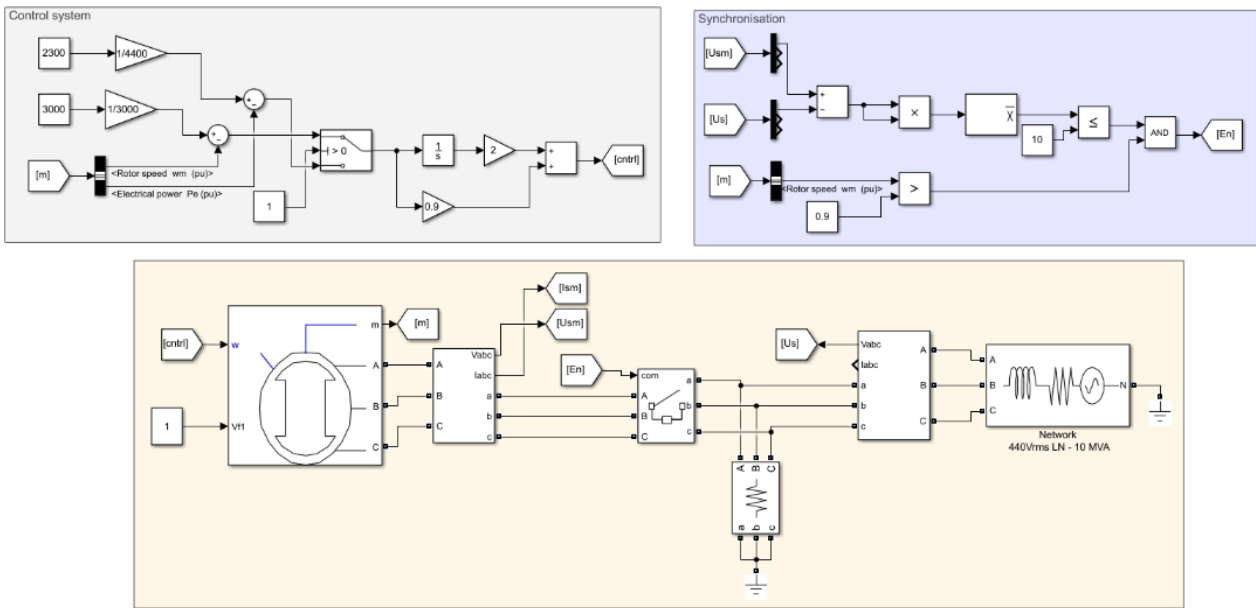 Control system
2300
1/4400
3000
1/3000
+
−
+
−
[m]
<Rotor speed wm (pu)>
<Electrical power Pe (pu)>
> 0
1
1
s
2
0.9
+
+
[cntrl]
Synchronisation
[Usm]
[Us]
+
−
×
X
10
≤
AND
[En]
[m]
<Rotor speed wm (pu)>
>
0.9
[cntrl]
w
1
Vf1
m
A
B
C
[m]
[Ism]
[Usm]
Vabc
Iabc
A
B
C
a
b
c
[En]
com
A
B
C
a
b
c
A B C
a b c
[Us]
Vabc
Iabc
a
b
c
A
B
C
A
B
C
N
Network
440Vrms LN - 10 MVA